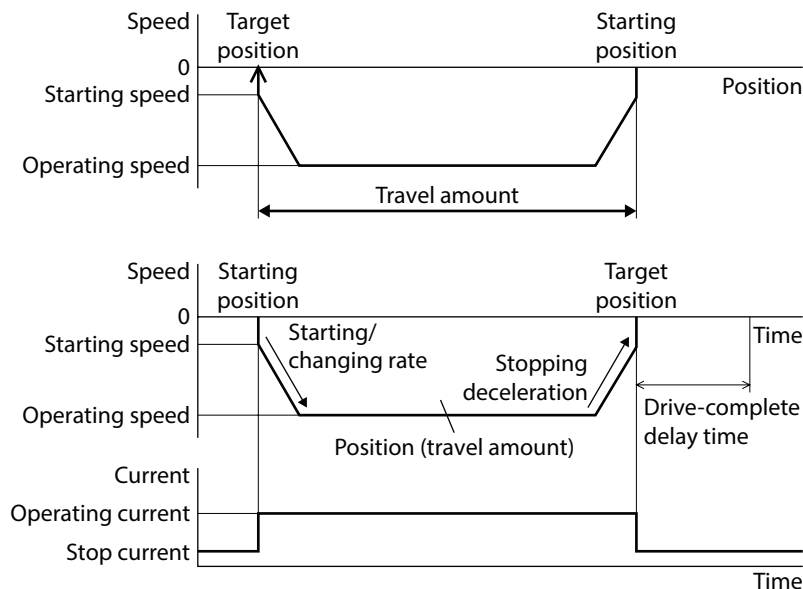 Speed
Target
position
Starting
position
0
Position
Starting speed
Operating speed
Travel amount
Speed
Starting
position
Target
position
0
Time
Starting speed
Starting/
changing rate
Stopping
deceleration
Operating speed
Drive-complete
delay time
Position (travel amount)
Current
Operating current
Stop current
Time